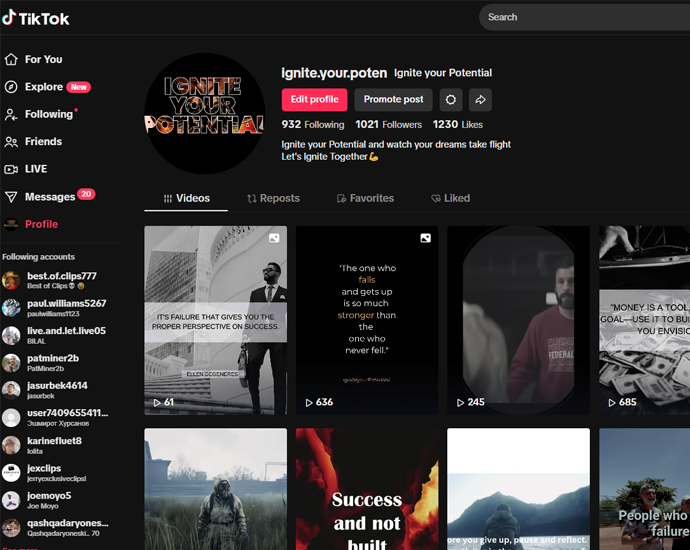 TikTok
Search
For You
Explore New
Following
Friends
LIVE
Messages 20
Profile
Following accounts
best.of.clips777
Best of Clips
paul.williams5267
paulwilliams1123
live.and.let.live05
BILAL
patminer2b
PatMiner2b
jasurbek4614
jasurbek
user7409655411...
Эшмирот Хурсанов
karinefluet8
lolita
jexclips
jerryexclusiveclips!
joemoyo5
Joe Moyo
qashqadaryones...
Qashqadaryoneski.. 70
IGNITE
YOUR
POTENTIAL
ignite.your.poten Ignite your Potential
Edit profile Promote post
932 Following 1021 Followers 1230 Likes
Ignite your Potential and watch your dreams take flight
Let's Ignite Together💪
Videos Reposts Favorites Liked
IT'S FAILURE THAT GIVES YOU THE
PROPER PERSPECTIVE ON SUCCESS.
ELLEN DEGENERES
61
"The one who
falls
and gets up
is so much
stronger than
the
one who
never fell."
636
FEDERAL
245
"MONEY IS A TOOL,
GOAL—USE IT TO BUI
YOU ENVISIO
685
Success
and not
built
ore you give up, pause and reflect.
People who
failure